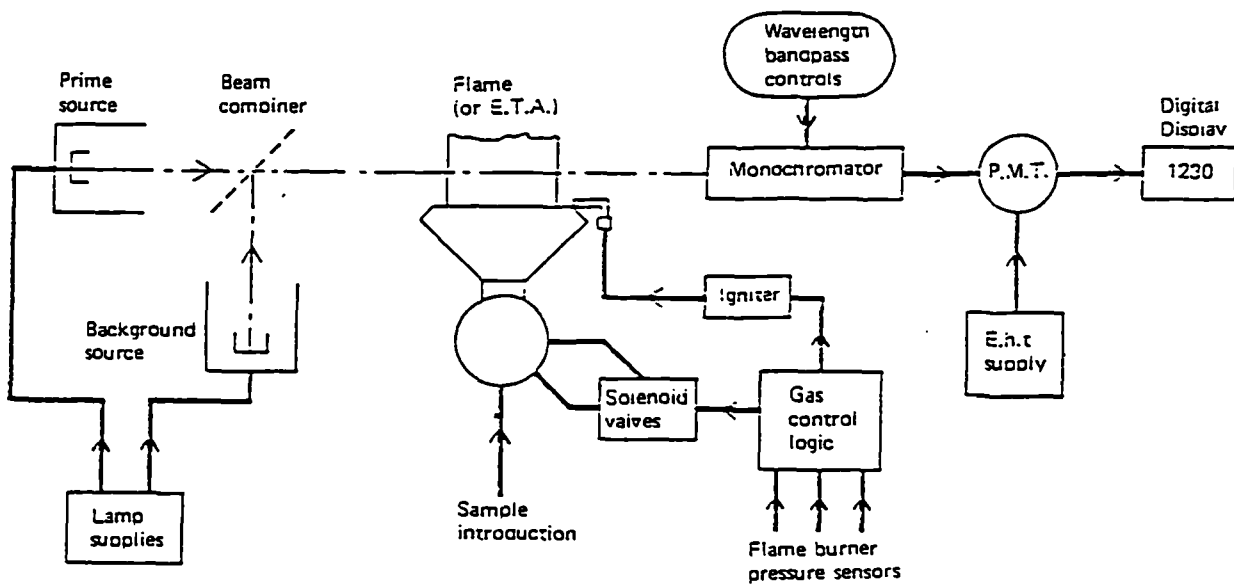 Wavelength
bandpass
controls
Prime
source
Beam
combiner
Flame
(or E.T.A.)
Digital
Display
Monochromator
P.M.T.
1230
Background
source
Igniter
E.h.t
supply
Solenoid
valves
Gas
control
logic
Lamp
supplies
Sample
introduction
Flame burner
pressure sensors